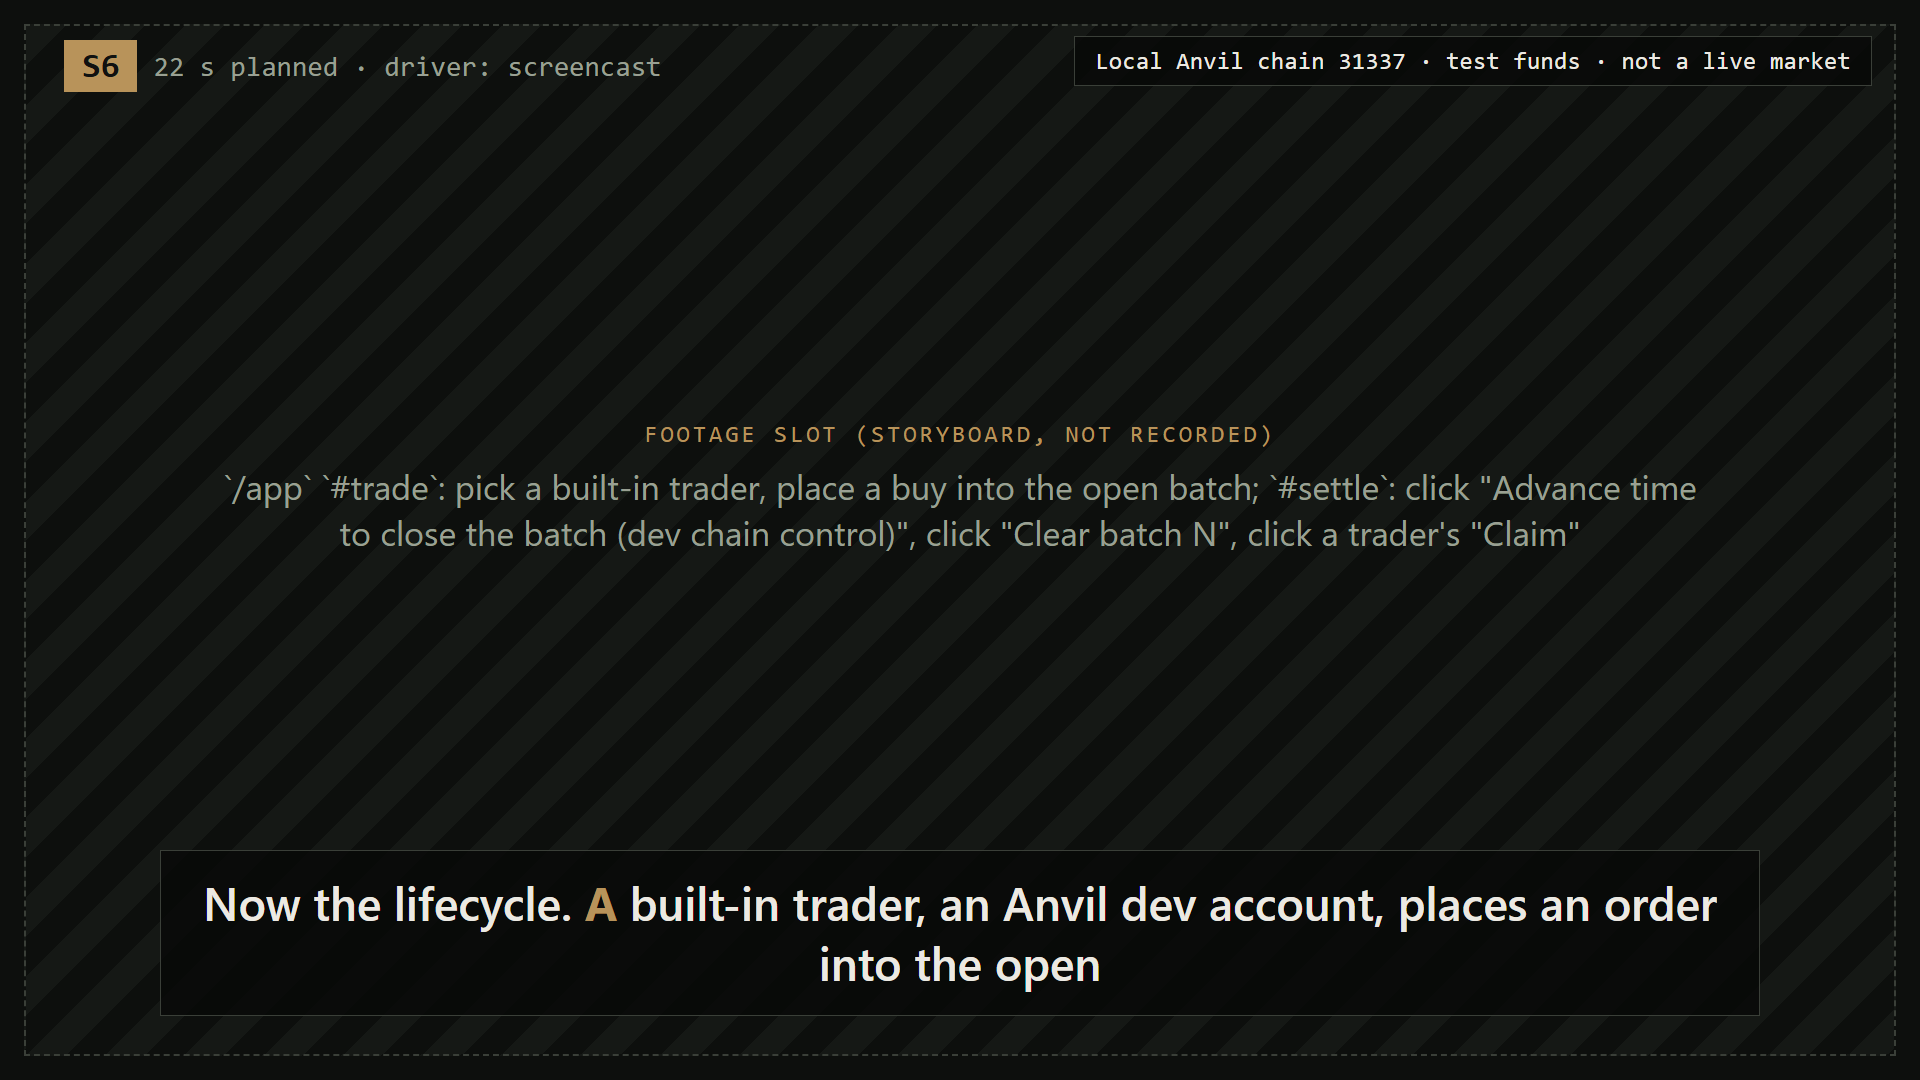 S6 22 s planned · driver: screencast
Local Anvil chain 31337 · test funds · not a live market
FOOTAGE SLOT (STORYBOARD, NOT RECORDED)
`/app` `#trade`: pick a built-in trader, place a buy into the open batch; `#settle`: click "Advance time
to close the batch (dev chain control)", click "Clear batch N", click a trader's "Claim"
Now the lifecycle. A built-in trader, an Anvil dev account, places an order
into the open